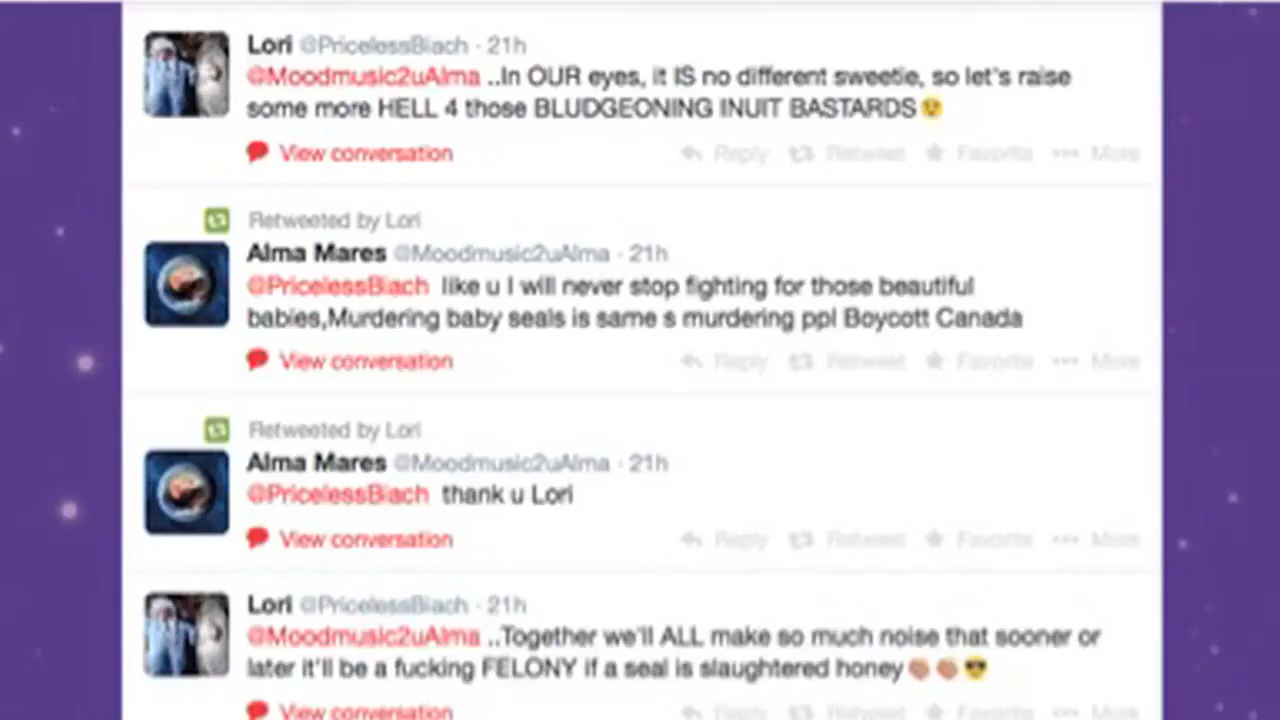 Lori @PricelessBiach · 21h
@Moodmusic2uAlma ..In OUR eyes, it IS no different sweetie, so let's raise
some more HELL 4 those BLUDGEONING INUIT BASTARDS😢
View conversation Reply Retweet Favorite More
Retweeted by Lori
Alma Mares @Moodmusic2uAlma · 21h
@PricelessBiach like u I will never stop fighting for those beautiful
babies,Murdering baby seals is same s murdering ppl Boycott Canada
View conversation Reply Retweet Favorite More
Retweeted by Lori
Alma Mares @Moodmusic2uAlma · 21h
@PricelessBiach thank u Lori
View conversation Reply Retweet Favorite More
Lori @PricelessBiach · 21h
@Moodmusic2uAlma ..Together we'll ALL make so much noise that sooner or
later it'll be a fucking FELONY if a seal is slaughtered honey👏👏😎
View conversation Reply Retweet Favorite More